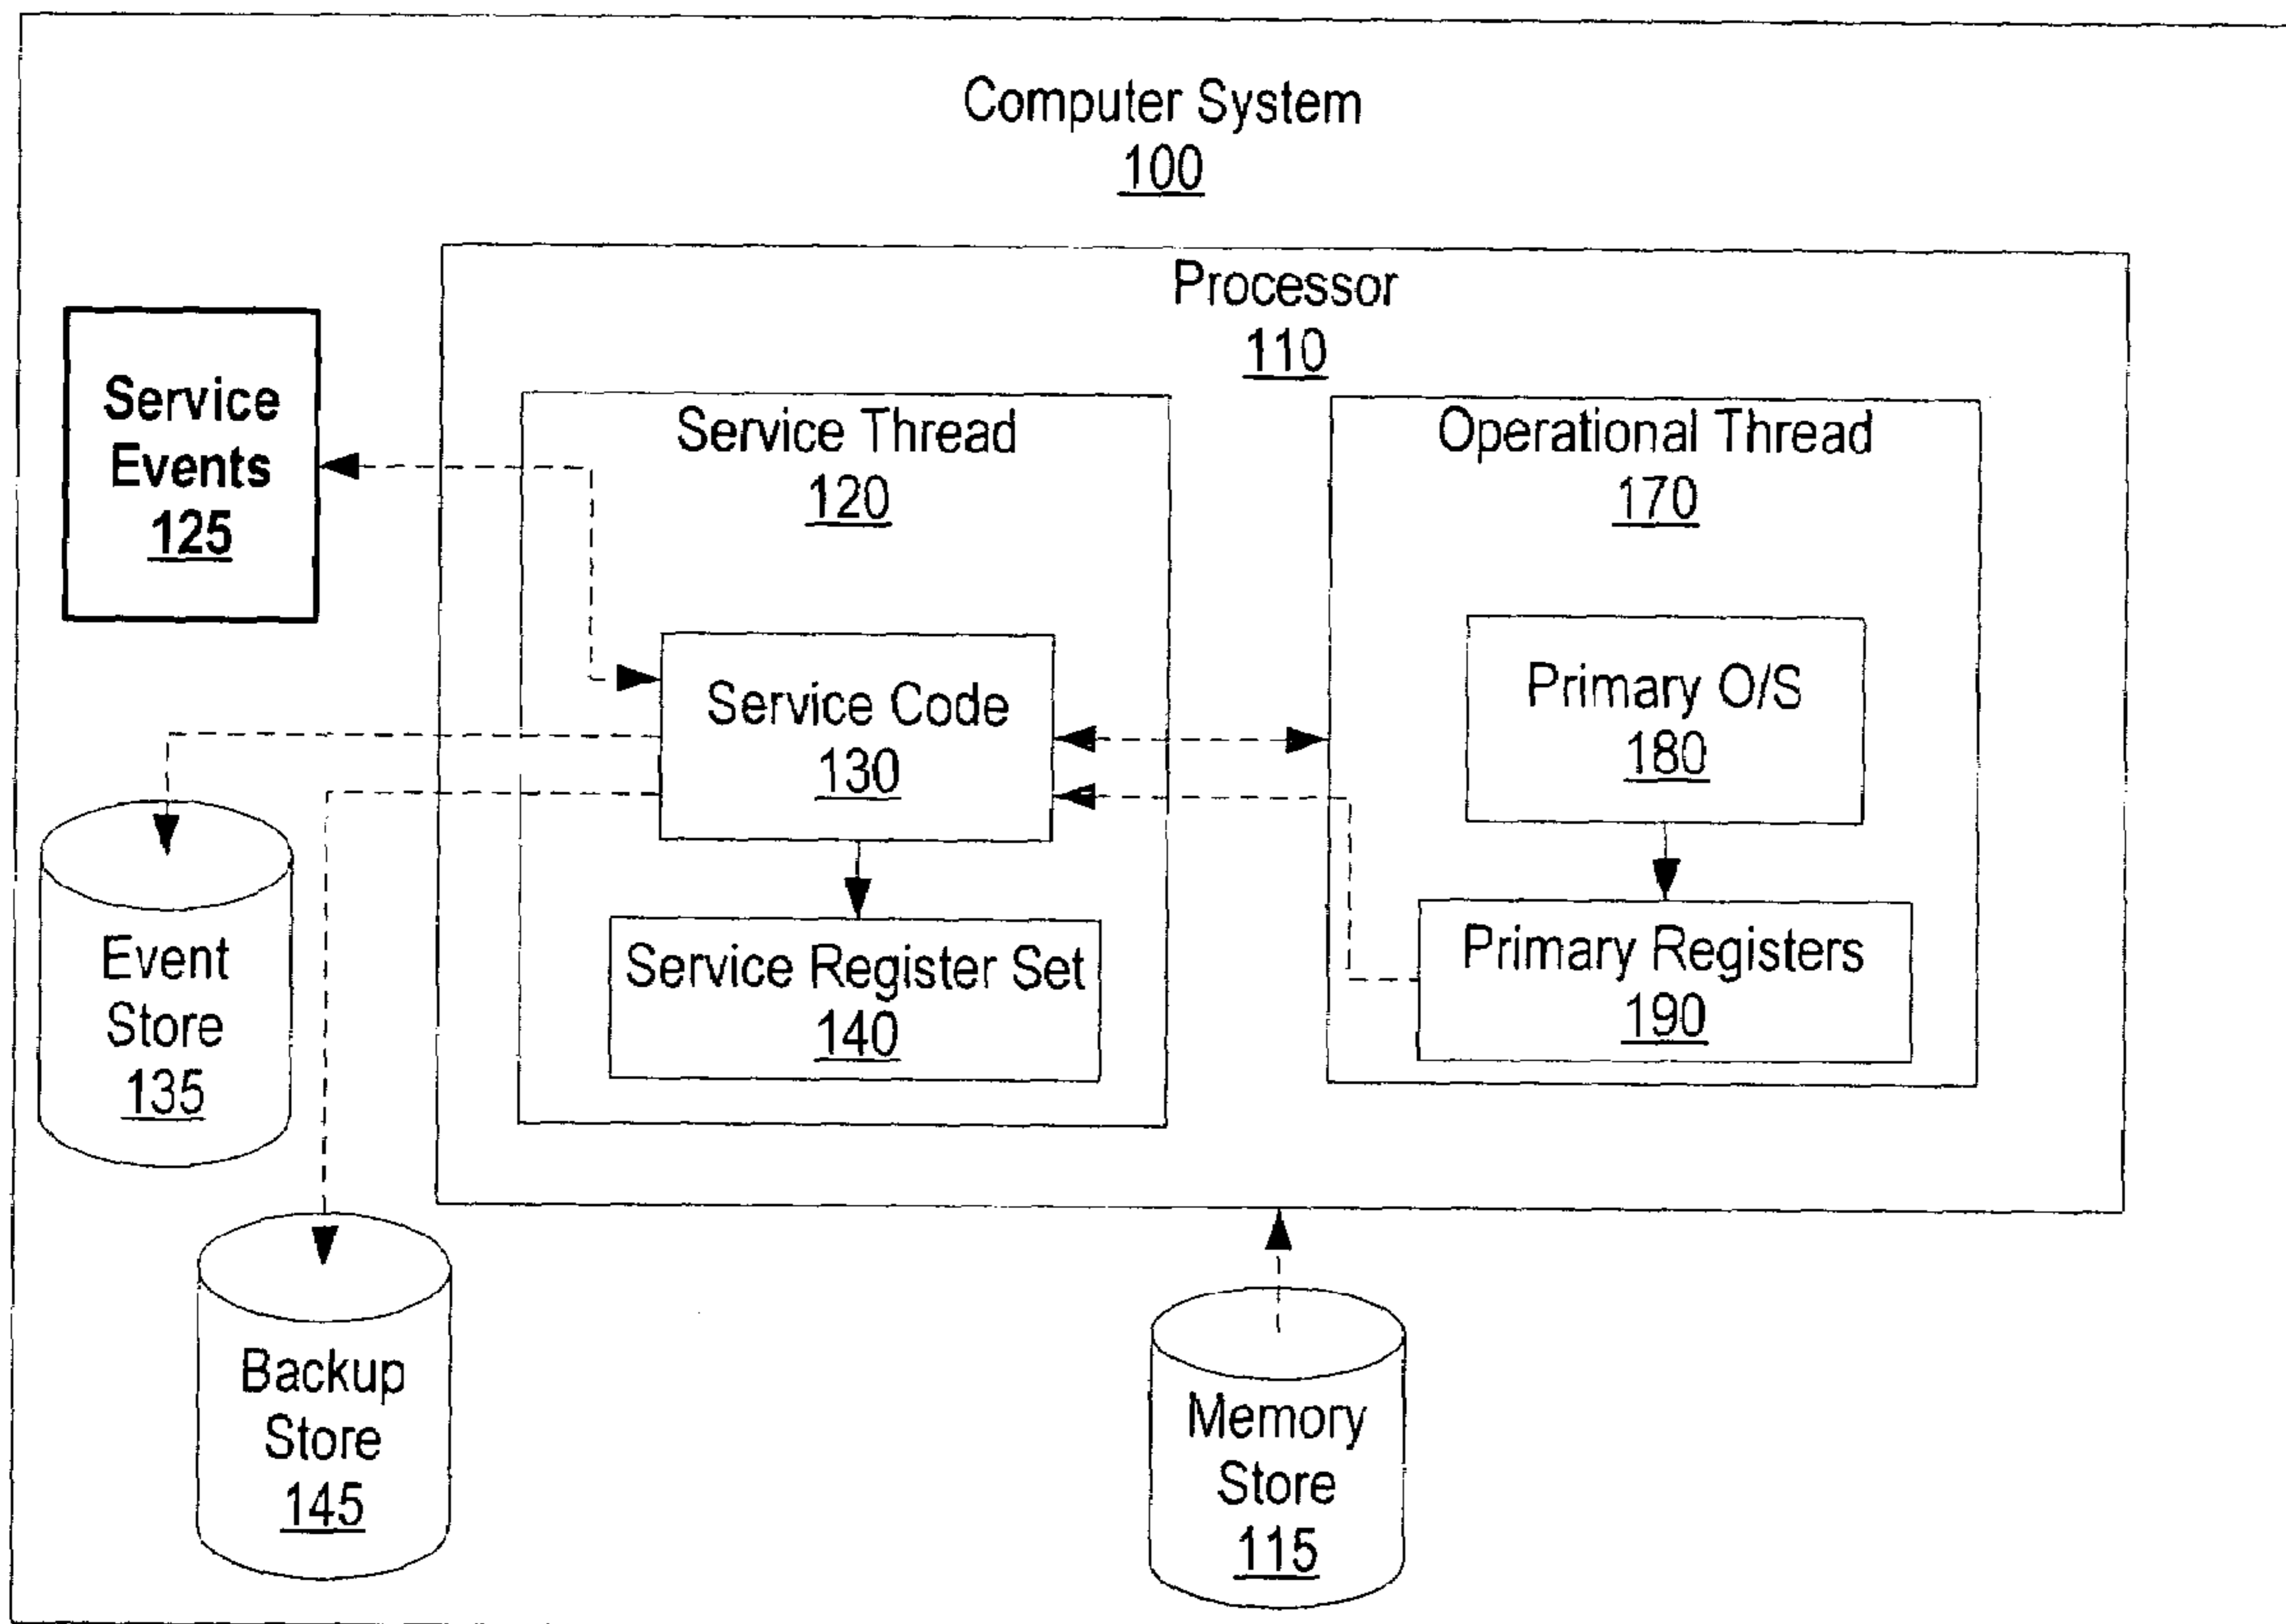 Computer System
100
Processor
110
Service
Events
125
Service Thread
120
Operational Thread
170
Service Code
130
Primary O/S
180
Service Register Set
140
Primary Registers
190
Event
Store
135
Backup
Store
145
Memory
Store
115